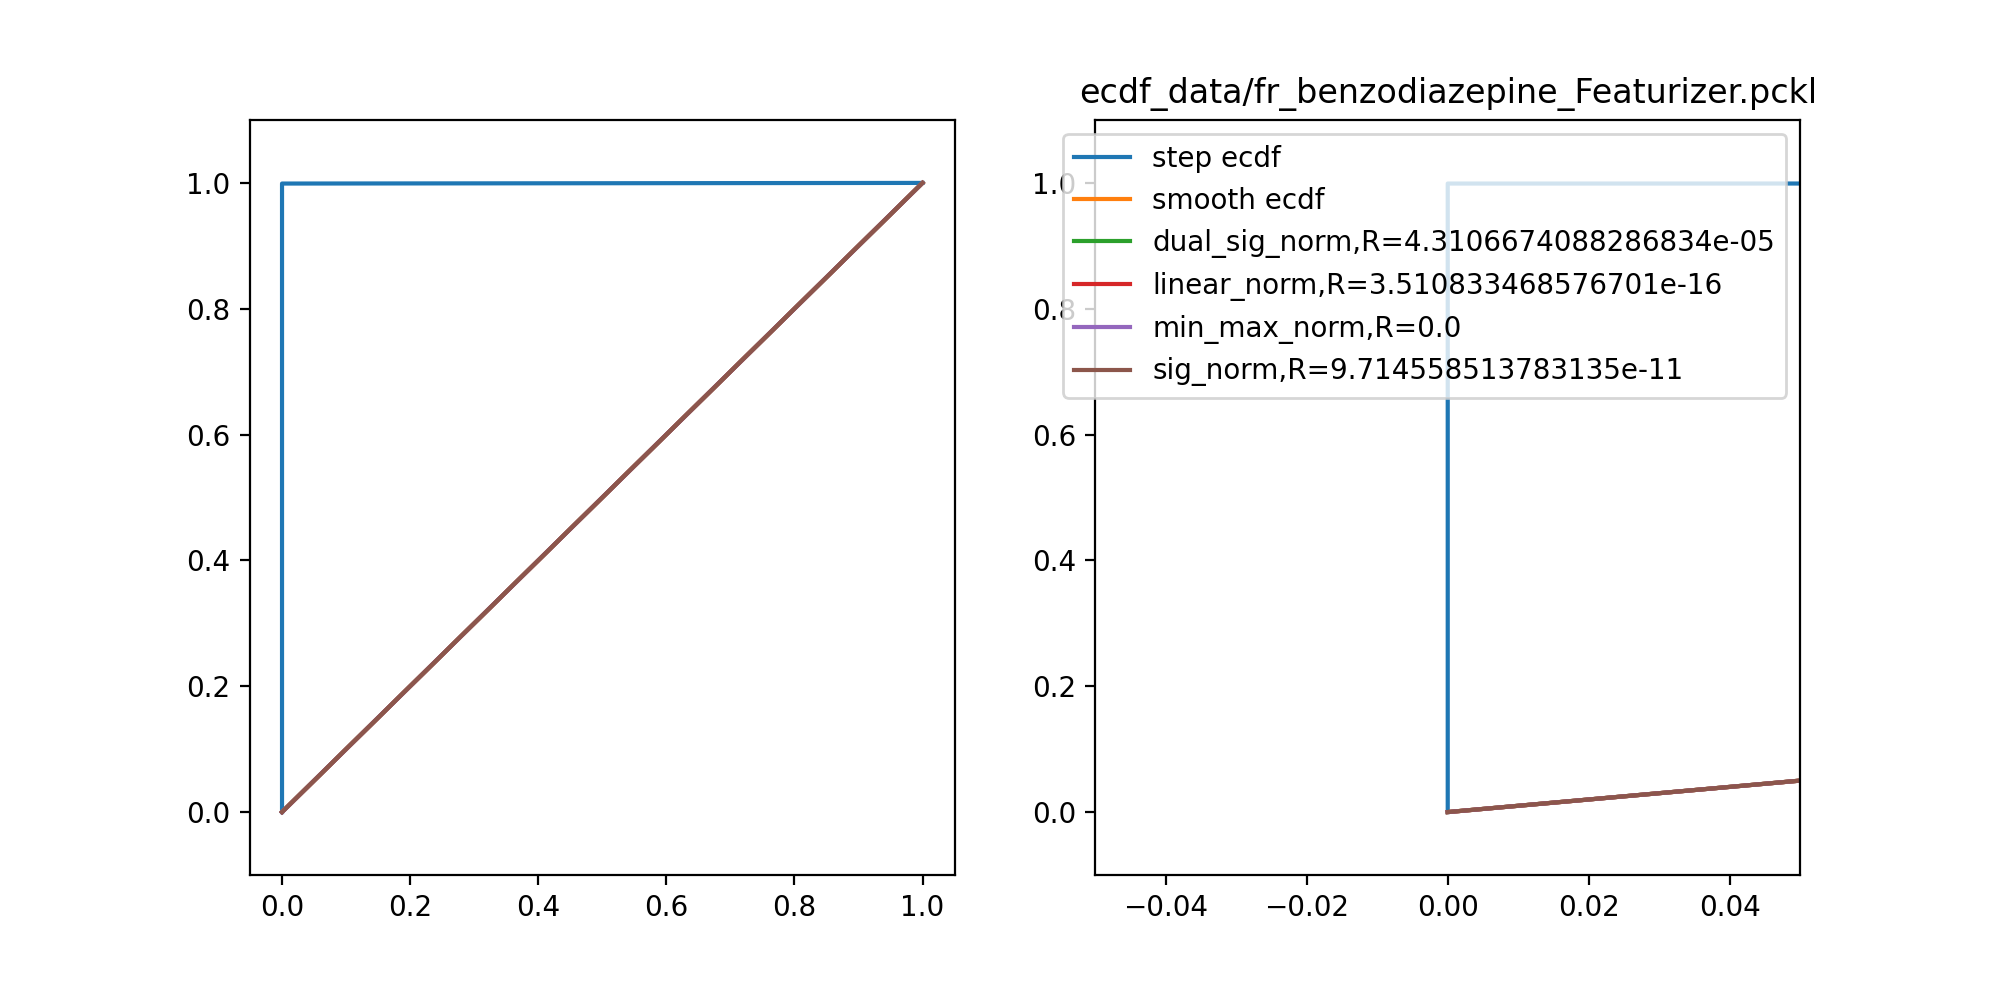 ecdf_data/fr_benzodiazepine_Featurizer.pckl
1.0
0.8
0.6
0.4
0.2
0.0
0.0 0.2 0.4 0.6 0.8 1.0
step ecdf
smooth ecdf
dual_sig_norm,R=4.3106674088286834e-05
linear_norm,R=3.510833468576701e-16
min_max_norm,R=0.0
sig_norm,R=9.714558513783135e-11
1.0
0.8
0.6
0.4
0.2
0.0
−0.04 −0.02 0.00 0.02 0.04